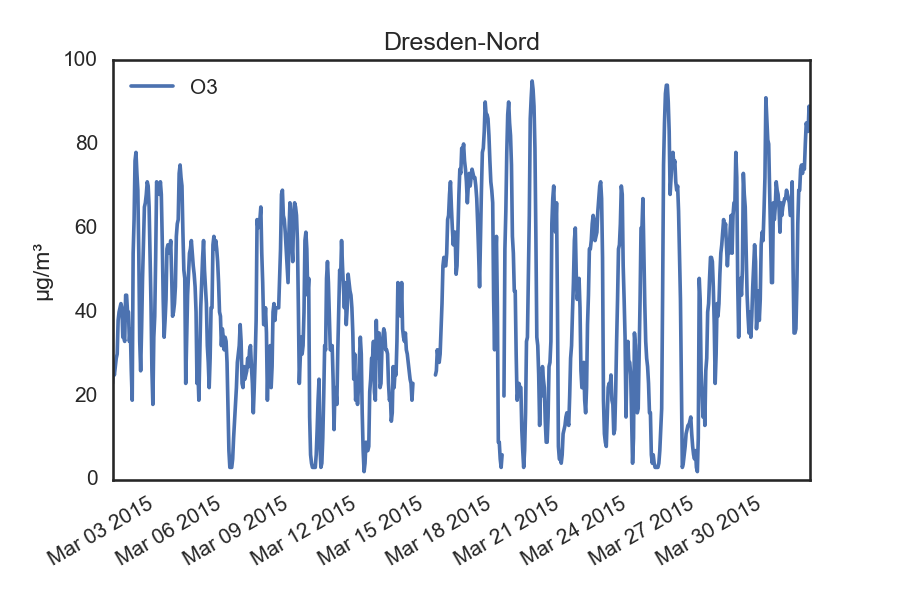 Dresden-Nord
O3
µg/m³
100
80
60
40
20
0
Mar 03 2015
Mar 06 2015
Mar 09 2015
Mar 12 2015
Mar 15 2015
Mar 18 2015
Mar 21 2015
Mar 24 2015
Mar 27 2015
Mar 30 2015